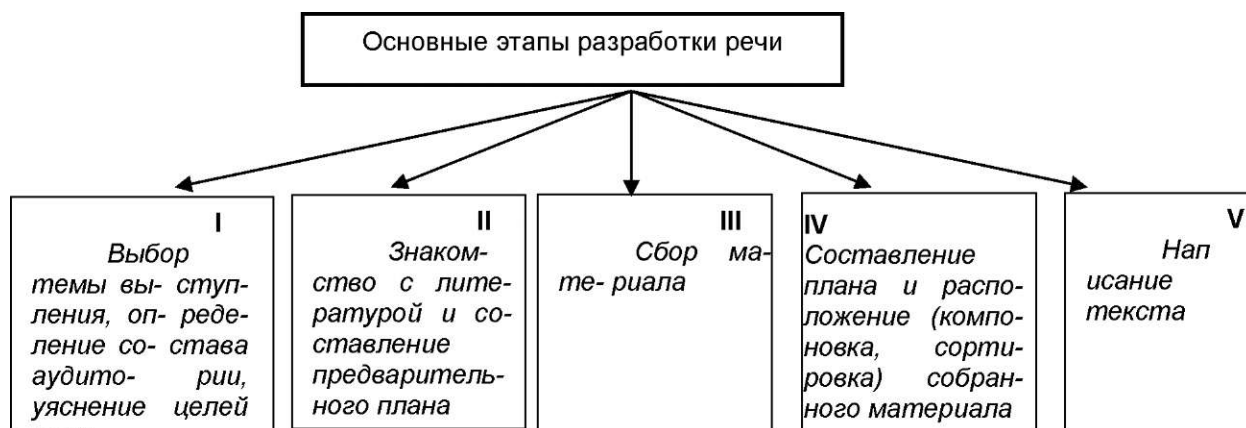 Основные этапы разработки речи
I
Выбор
темы вы- ступ-
ления, оп- реде-
ление со- става
аудито- рии,
уяснение целей
II
Знаком-
ство с лите-
ратурой и со-
ставление
предваритель-
ного плана
III
Сбор ма-
те- риала
IV
Составление
плана и распо-
ложение (компо-
новка, сорти-
ровка) собран-
ного материала
V
Нап
исание
текста